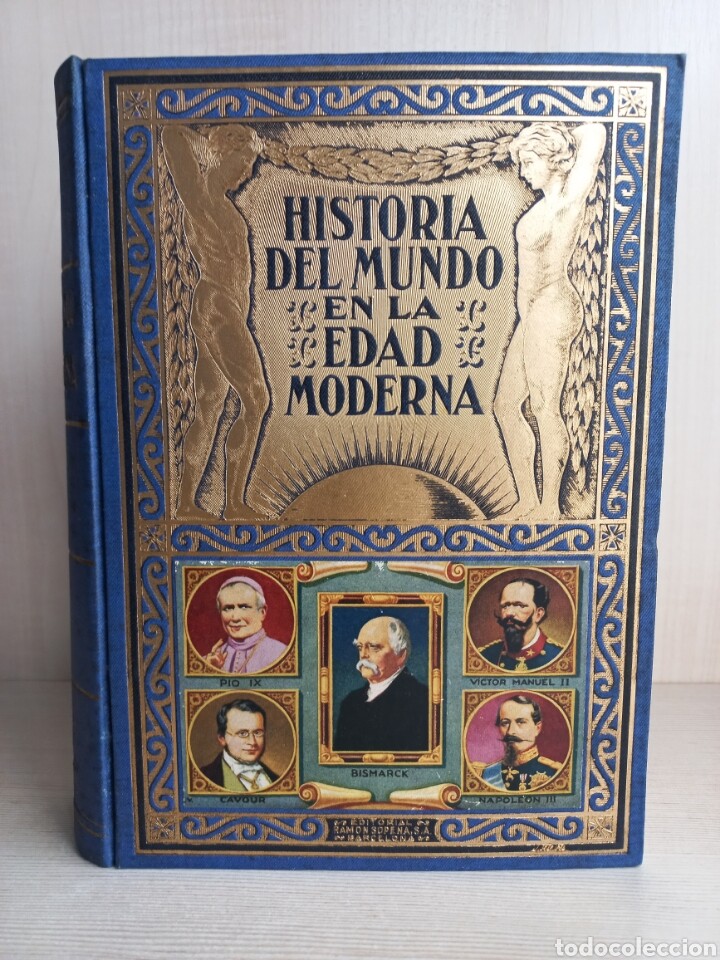 HISTORIA
DEL MUNDO
EN LA
EDAD
MODERNA
PIO IX
VICTOR MANUEL II
BISMARCK
CAVOUR
NAPOLEON III
EDITORIAL
RAMON SOPENA, S.A.
BARCELONA
todocoleccion